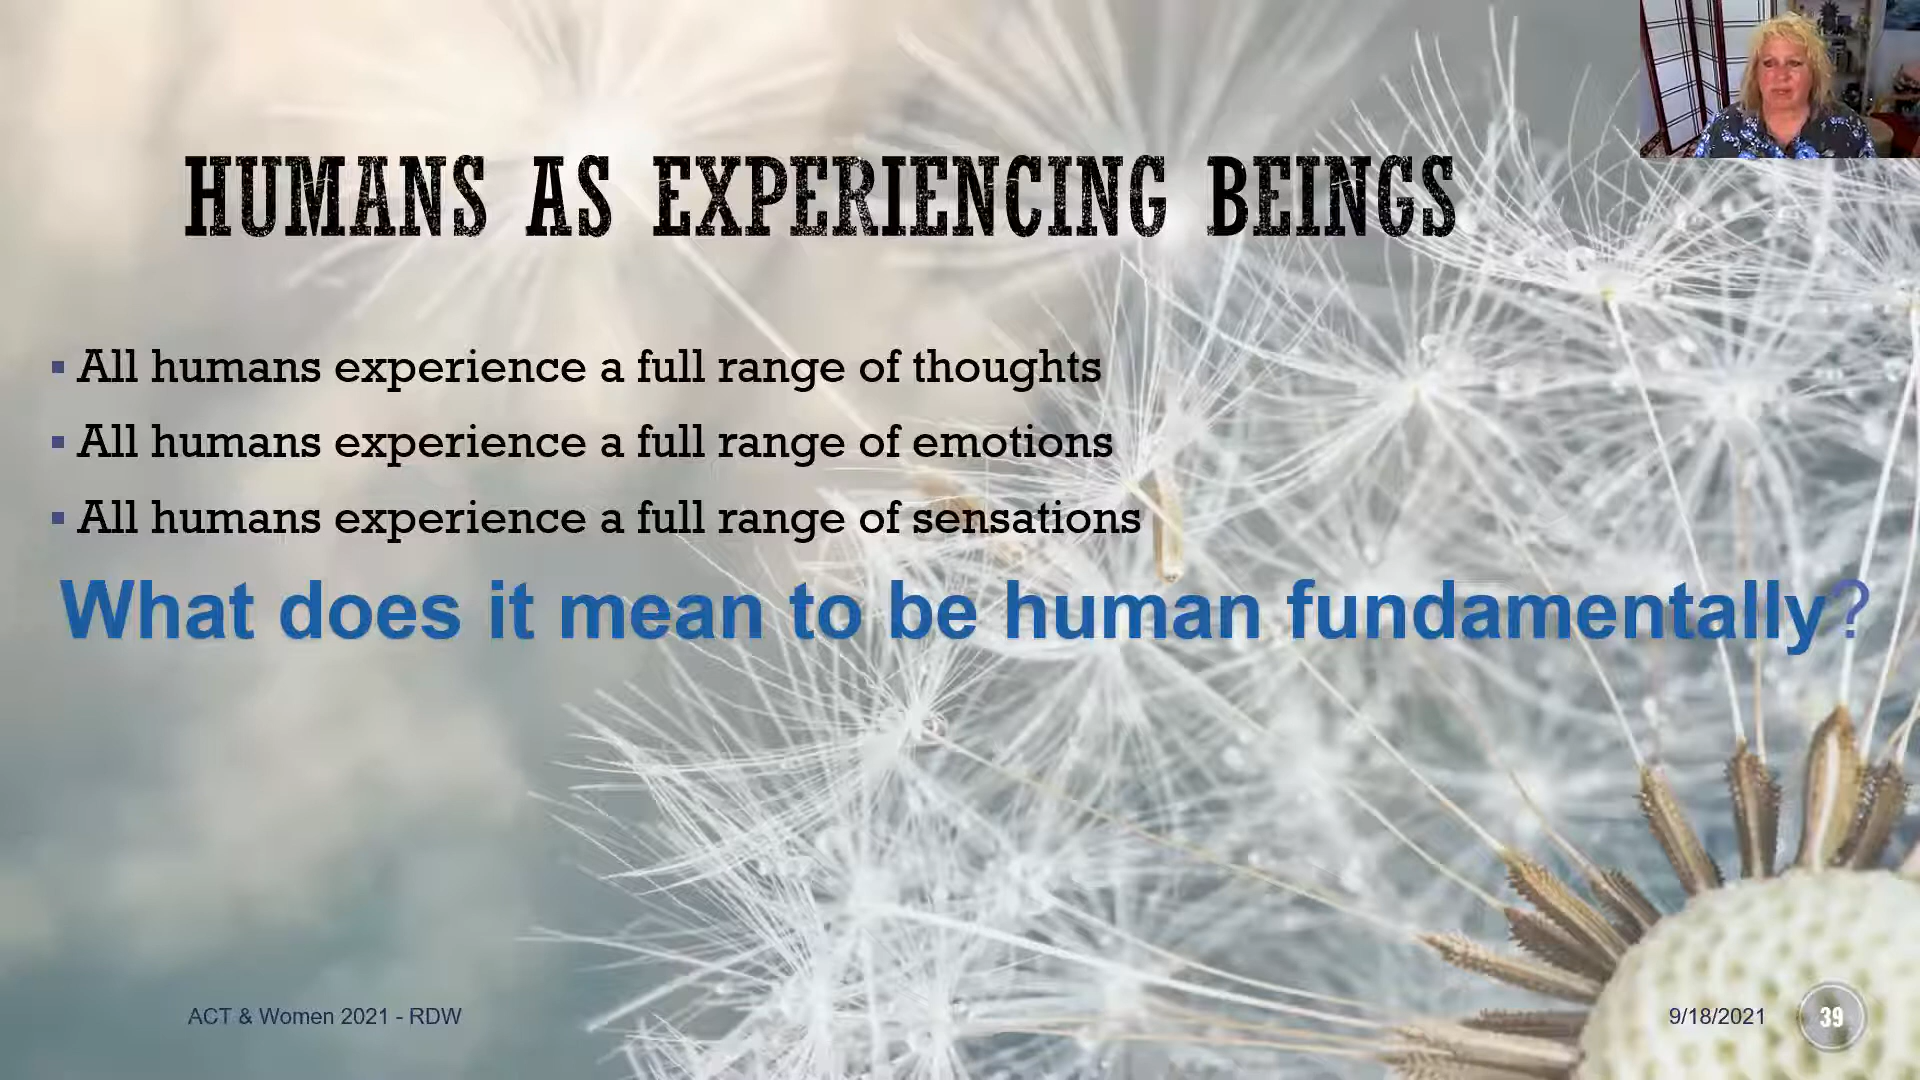 HUMANS AS EXPERIENCING BEINGS
All humans experience a full range of thoughts
All humans experience a full range of emotions
All humans experience a full range of sensations
What does it mean to be human fundamentally?
ACT & Women 2021 - RDW
9/18/2021
39